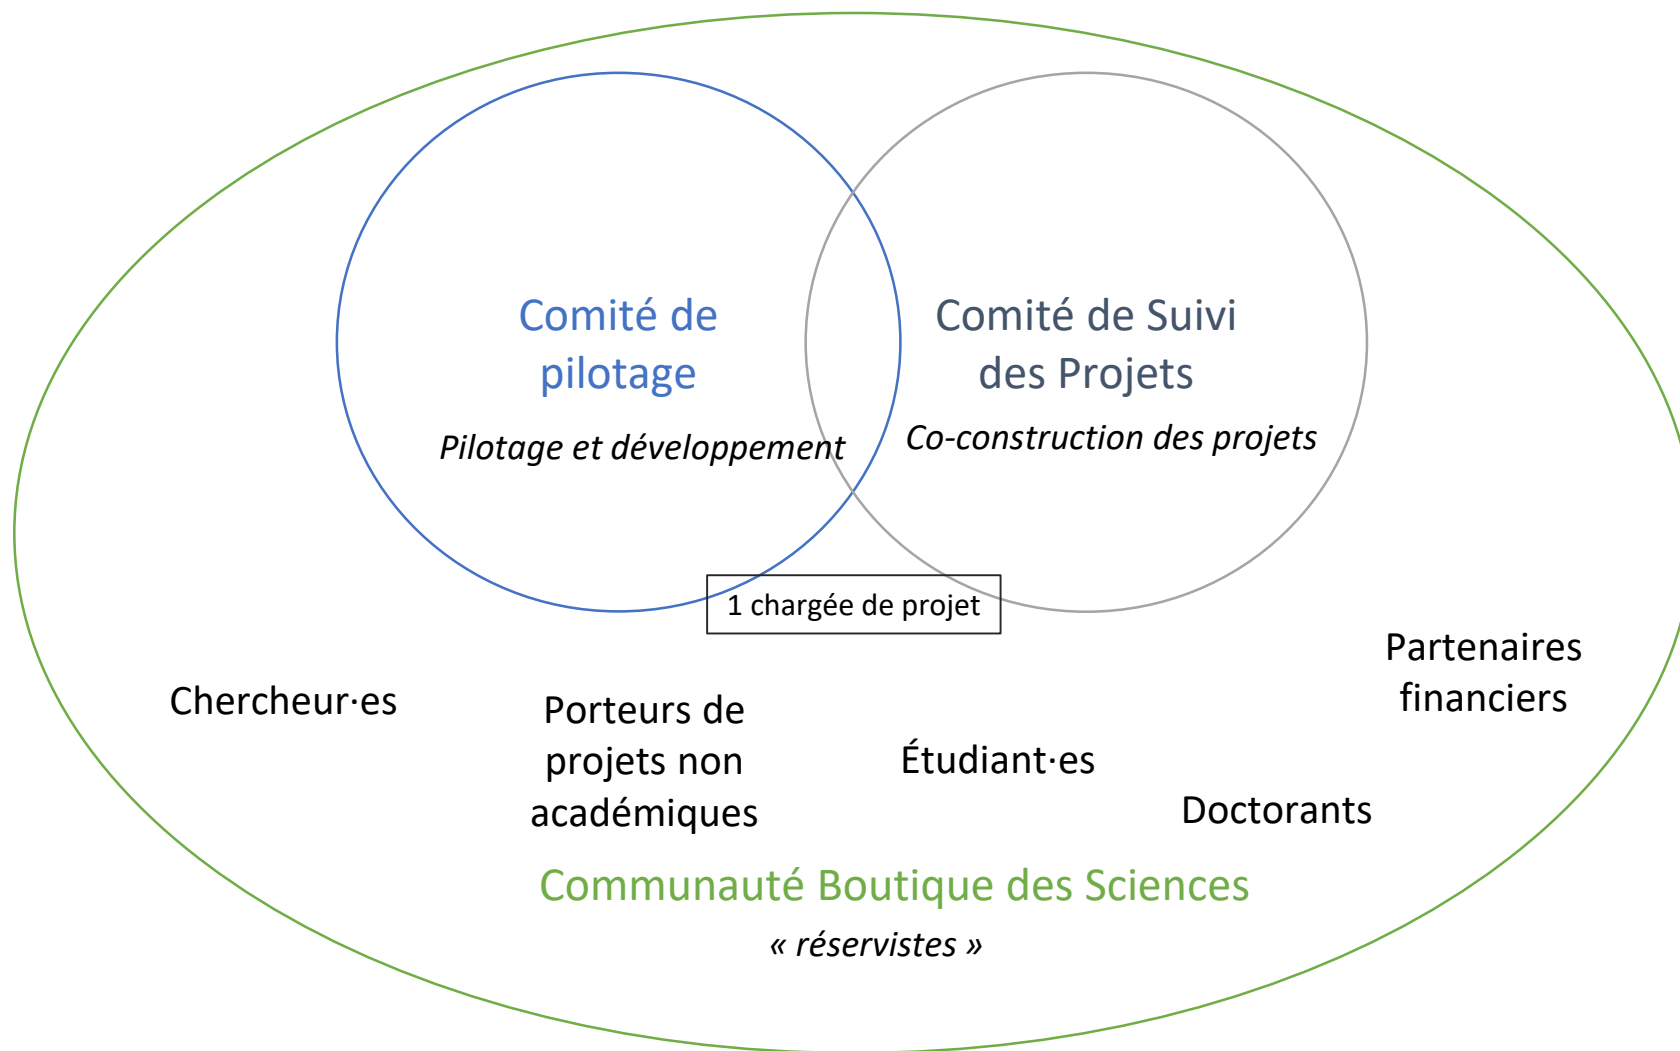 Comité de
pilotage
Pilotage et développement
Comité de Suivi
des Projets
Co-construction des projets
1 chargée de projet
Chercheur·es
Porteurs de
projets non
académiques
Étudiant·es
Doctorants
Partenaires
financiers
Communauté Boutique des Sciences
« réservistes »